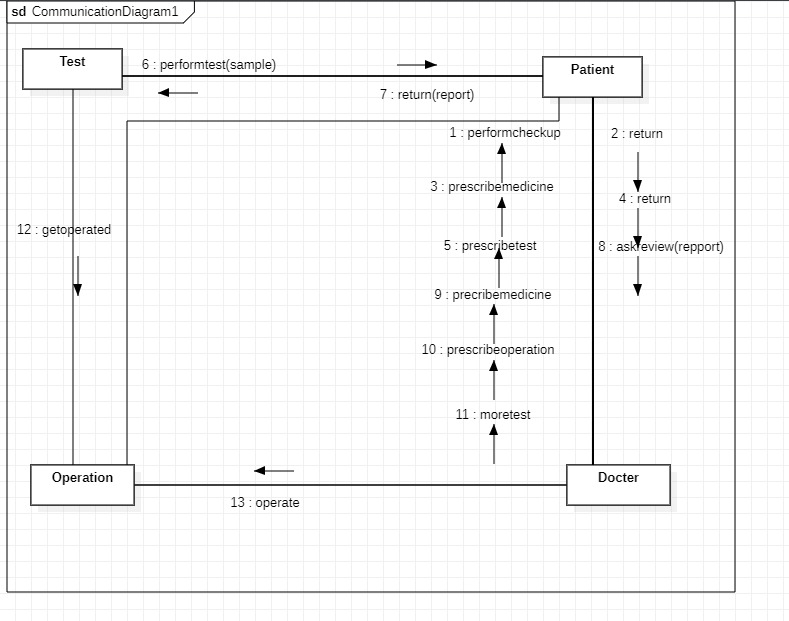 sd CommunicationDiagram1
Test
Patient
6 : performtest(sample)
7 : return(report)
1 : performcheckup
2 : return
3 : prescribemedicine
4 : return
12 : getoperated
5 : prescribetest
8 : askreview(repport)
9 : precribemedicine
10 : prescribeoperation
11 : moretest
Operation
Docter
13 : operate